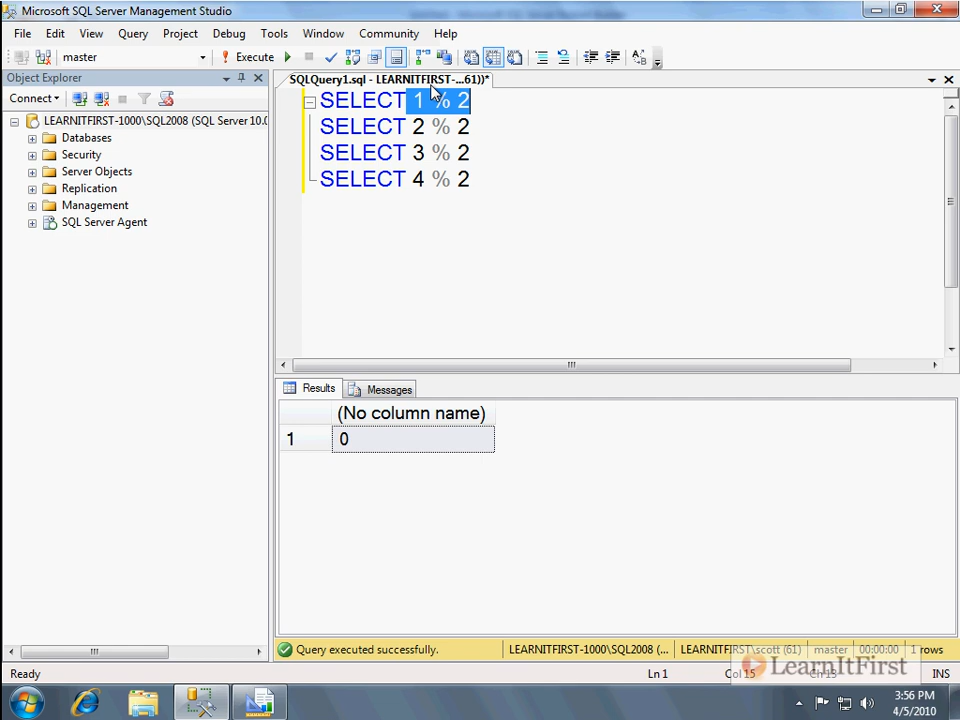 Microsoft SQL Server Management Studio
File Edit View Query Project Debug Tools Window Community Help
master Execute
Object Explorer
SQLQuery1.sql - LEARNITFIRST-...61))*
Connect
LEARNITFIRST-1000\SQL2008 (SQL Server 10.0
Databases
Security
Server Objects
Replication
Management
SQL Server Agent
SELECT 1 % 2
SELECT 2 % 2
SELECT 3 % 2
SELECT 4 % 2
Results Messages
(No column name)
1 0
Query executed successfully. LEARNITFIRST-1000\SQL2008 (... LEARNITFIRST\scott (61) master 00:00:00 1 rows
Ready Ln 1 Col 15 Ch 13 INS
LearnItFirst
3:56 PM
4/5/2010